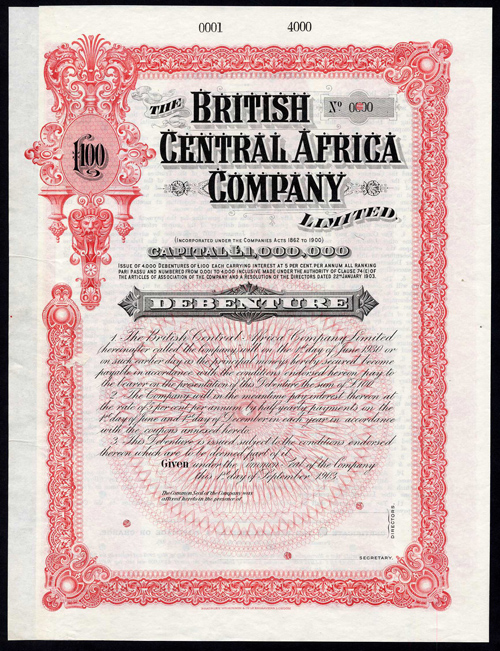 0001 4000
THE BRITISH
CENTRAL AFRICA
COMPANY
LIMITED.
No 0000
£100
(INCORPORATED UNDER THE COMPANIES ACTS 1862 TO 1900)
CAPITAL £1,000,000
ISSUE OF 4,000 DEBENTURES OF £100 EACH CARRYING INTEREST AT 5 PER CENT. PER ANNUM ALL RANKING
PARI PASSU AND NUMBERED FROM 0,001 TO 4,000 INCLUSIVE MADE UNDER THE AUTHORITY OF CLAUSE 74(E) OF
THE ARTICLES OF ASSOCIATION OF THE COMPANY AND A RESOLUTION OF THE DIRECTORS DATED 22ND JANUARY 1903.
DEBENTURE
1. The British Central Africa Company Limited
(hereinafter called the Company) will on the 1st day of June 1930 or
on such earlier day as the principal moneys hereby secured become
payable in accordance with the conditions endorsed hereon pay to
the bearer on the presentation of this Debenture the sum of £100.
2. The Company will in the meantime pay interest thereon at
the rate of 5 per cent per annum by half-yearly payments on the
1st day of June and 1st day of December in each year in accordance
with the coupons annexed hereto.
3. This Debenture is issued subject to the conditions endorsed
hereon which are to be deemed part of it.
Given under the Common Seal of the Company
this 1st day of September 1903.
The Common Seal of the Company was
affixed hereto in the presence of
DIRECTORS.
SECRETARY.